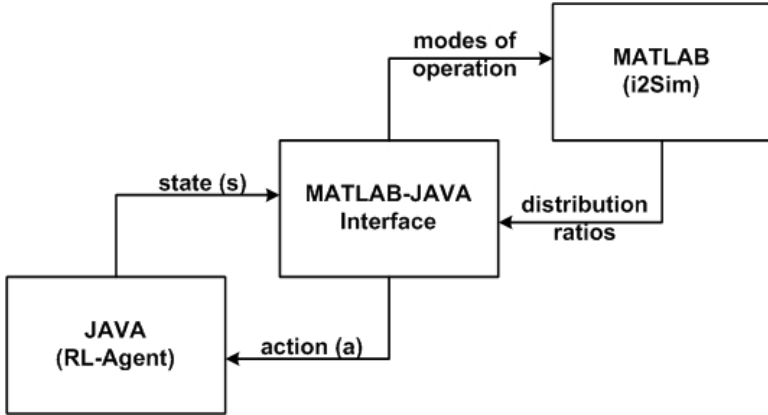 modes of
operation
MATLAB
(i2Sim)
state (s)
MATLAB-JAVA
Interface
distribution
ratios
JAVA
(RL-Agent)
action (a)